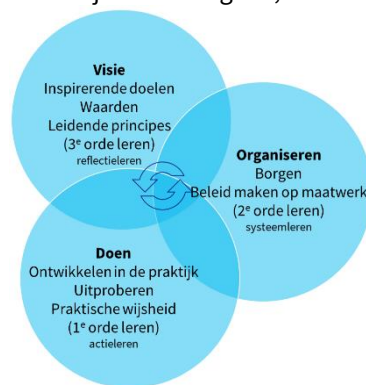 Visie
Inspirerende doelen
Waarden
Leidende principes
(3e orde leren)
reflectieleren
Organiseren
Borgen
Beleid maken op maatwerk
(2e orde leren)
systeemleren
Doen
Ontwikkelen in de praktijk
Uitproberen
Praktische wijsheid
(1e orde leren)
actieleren